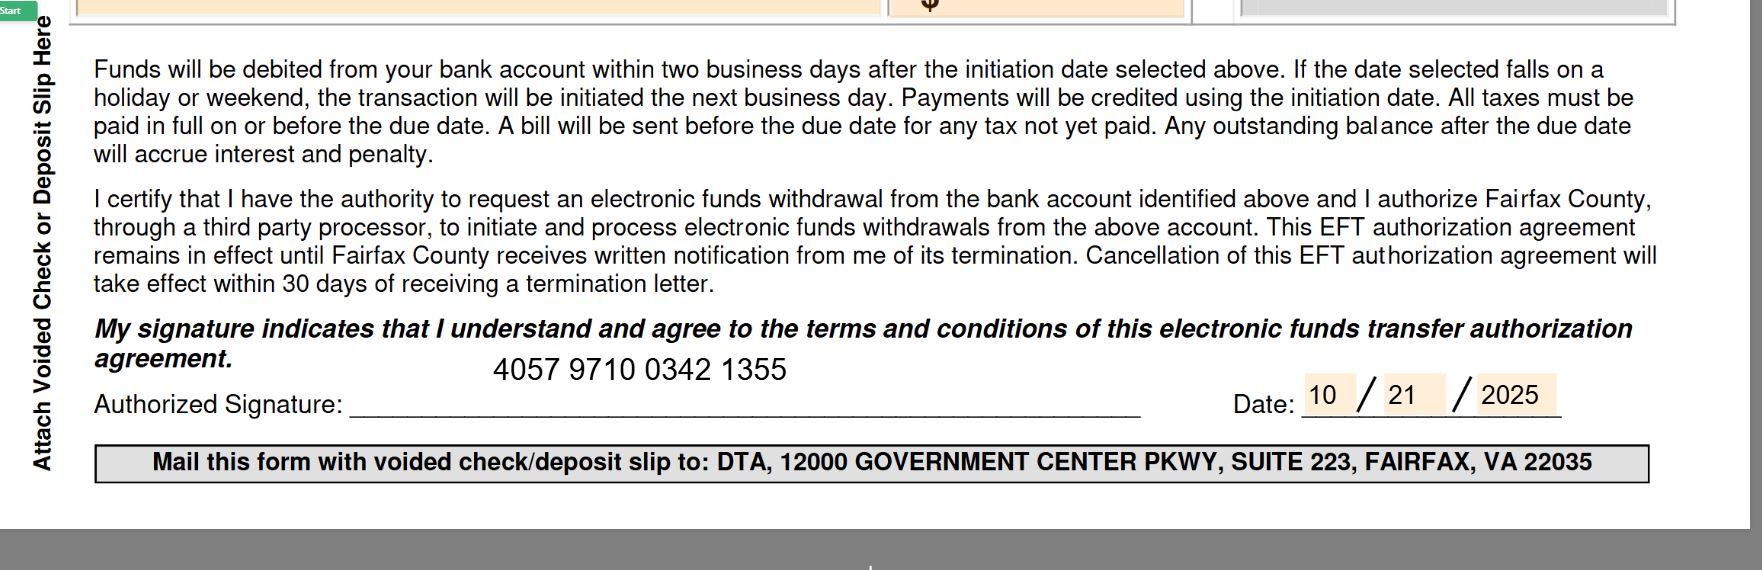 Start
$
Attach Voided Check or Deposit Slip Here
Funds will be debited from your bank account within two business days after the initiation date selected above. If the date selected falls on a
holiday or weekend, the transaction will be initiated the next business day. Payments will be credited using the initiation date. All taxes must be
paid in full on or before the due date. A bill will be sent before the due date for any tax not yet paid. Any outstanding balance after the due date
will accrue interest and penalty.
I certify that I have the authority to request an electronic funds withdrawal from the bank account identified above and I authorize Fairfax County,
through a third party processor, to initiate and process electronic funds withdrawals from the above account. This EFT authorization agreement
remains in effect until Fairfax County receives written notification from me of its termination. Cancellation of this EFT authorization agreement will
take effect within 30 days of receiving a termination letter.
My signature indicates that I understand and agree to the terms and conditions of this electronic funds transfer authorization
agreement.
4057 9710 0342 1355
Authorized Signature: Date: 10 / 21 / 2025
Mail this form with voided check/deposit slip to: DTA, 12000 GOVERNMENT CENTER PKWY, SUITE 223, FAIRFAX, VA 22035